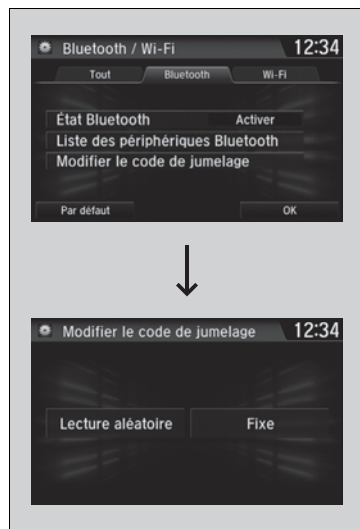 Bluetooth / Wi-Fi 12:34
Tout Bluetooth Wi-Fi
État Bluetooth Activer
Liste des périphériques Bluetooth
Modifier le code de jumelage
Par défaut OK
Modifier le code de jumelage 12:34
Lecture aléatoire Fixe